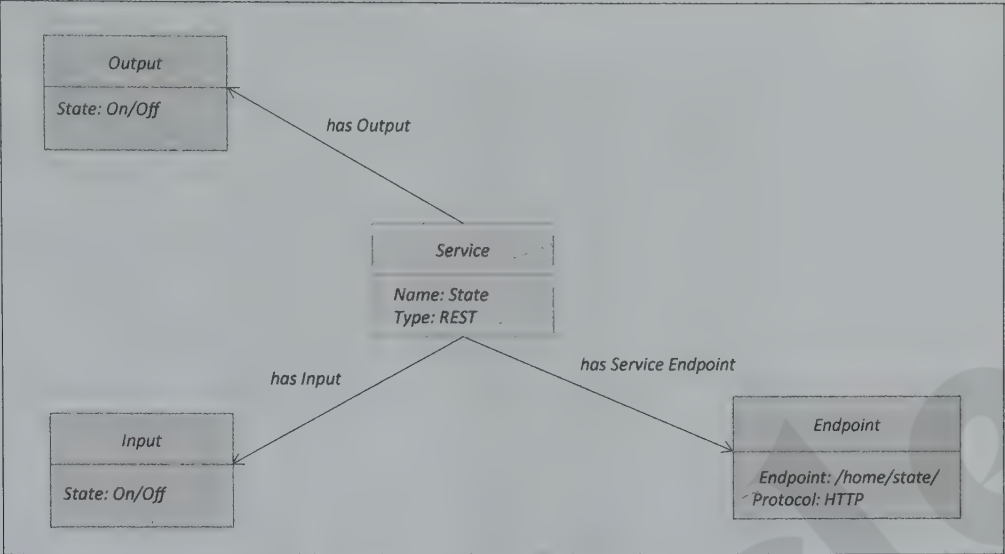 Output
State: On/Off
has Output
Service
Name: State
Type: REST
has Input
has Service Endpoint
Input
State: On/Off
Endpoint
Endpoint: /home/state/
Protocol: HTTP